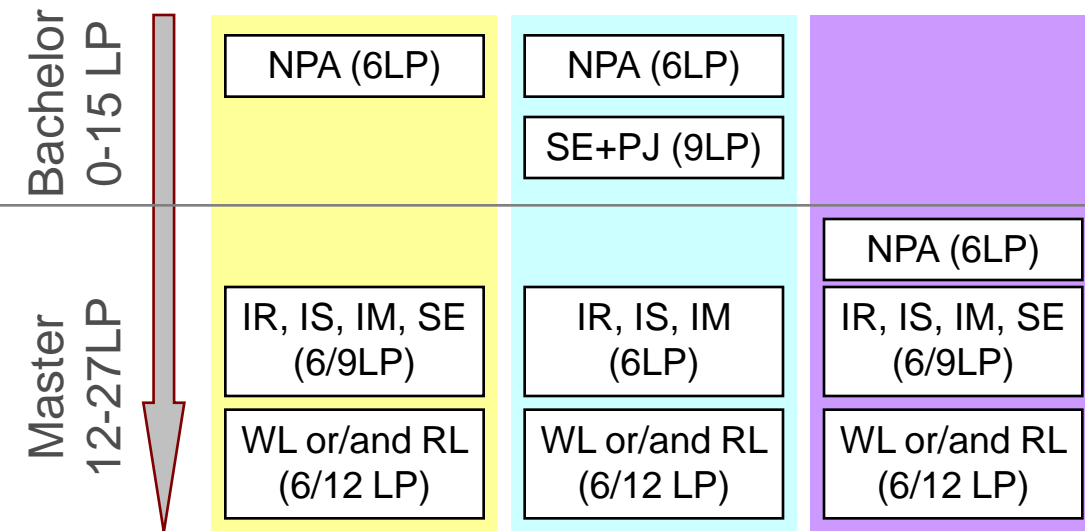 Bachelor
0-15 LP
NPA (6LP)
NPA (6LP)
SE+PJ (9LP)
Master
12-27LP
NPA (6LP)
IR, IS, IM, SE
(6/9LP)
IR, IS, IM
(6LP)
IR, IS, IM, SE
(6/9LP)
WL or/and RL
(6/12 LP)
WL or/and RL
(6/12 LP)
WL or/and RL
(6/12 LP)